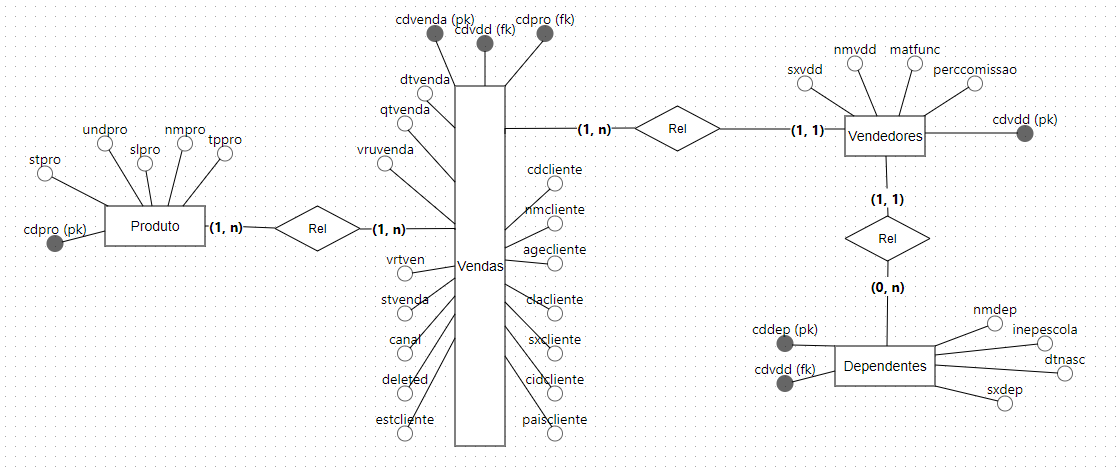 cdvenda (pk)
cdvdd (fk)
cdpro (fk)
dtvenda
qtvenda
vruvenda
undpro
nmpro
slpro
tppro
stpro
cdpro (pk)
Produto
(1, n)
Rel
(1, n)
Vendas
cdcliente
nmcliente
agecliente
vrtven
stvenda
canal
deleted
estcliente
clacliente
sxcliente
cidcliente
paiscliente
(1, n)
Rel
(1, 1)
nmvdd
matfunc
sxvdd
perccomissao
cdvdd (pk)
Vendedores
(1, 1)
Rel
(0, n)
cddep (pk)
cdvdd (fk)
Dependentes
nmdep
inepescola
dtnasc
sxdep